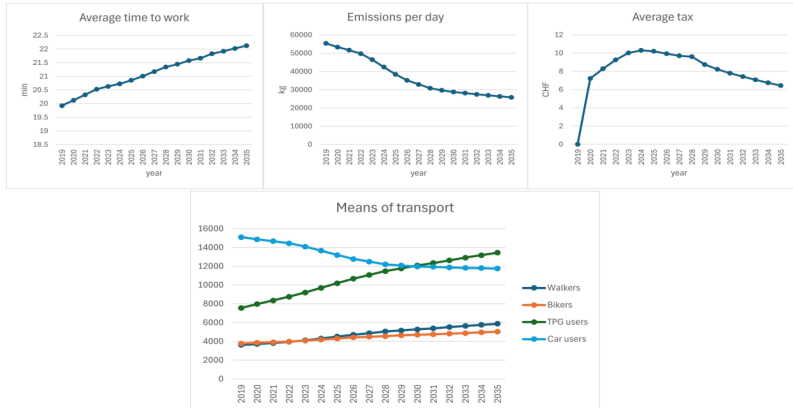 Average time to work
22.5
22
21.5
21
20.5
20
19.5
19
18.5
min
2019 2020 2021 2022 2023 2024 2025 2026 2027 2028 2029 2030 2031 2032 2033 2034 2035
year
Emissions per day
60000
50000
40000
30000
20000
10000
0
kg
2019 2020 2021 2022 2023 2024 2025 2026 2027 2028 2029 2030 2031 2032 2033 2034 2035
year
Average tax
12
10
8
6
4
2
0
CHF
2019 2020 2021 2022 2023 2024 2025 2026 2027 2028 2029 2030 2031 2032 2033 2034 2035
year
Means of transport
16000
14000
12000
10000
8000
6000
4000
2000
0
2019 2020 2021 2022 2023 2024 2025 2026 2027 2028 2029 2030 2031 2032 2033 2034 2035
Walkers
Bikers
TPG users
Car users